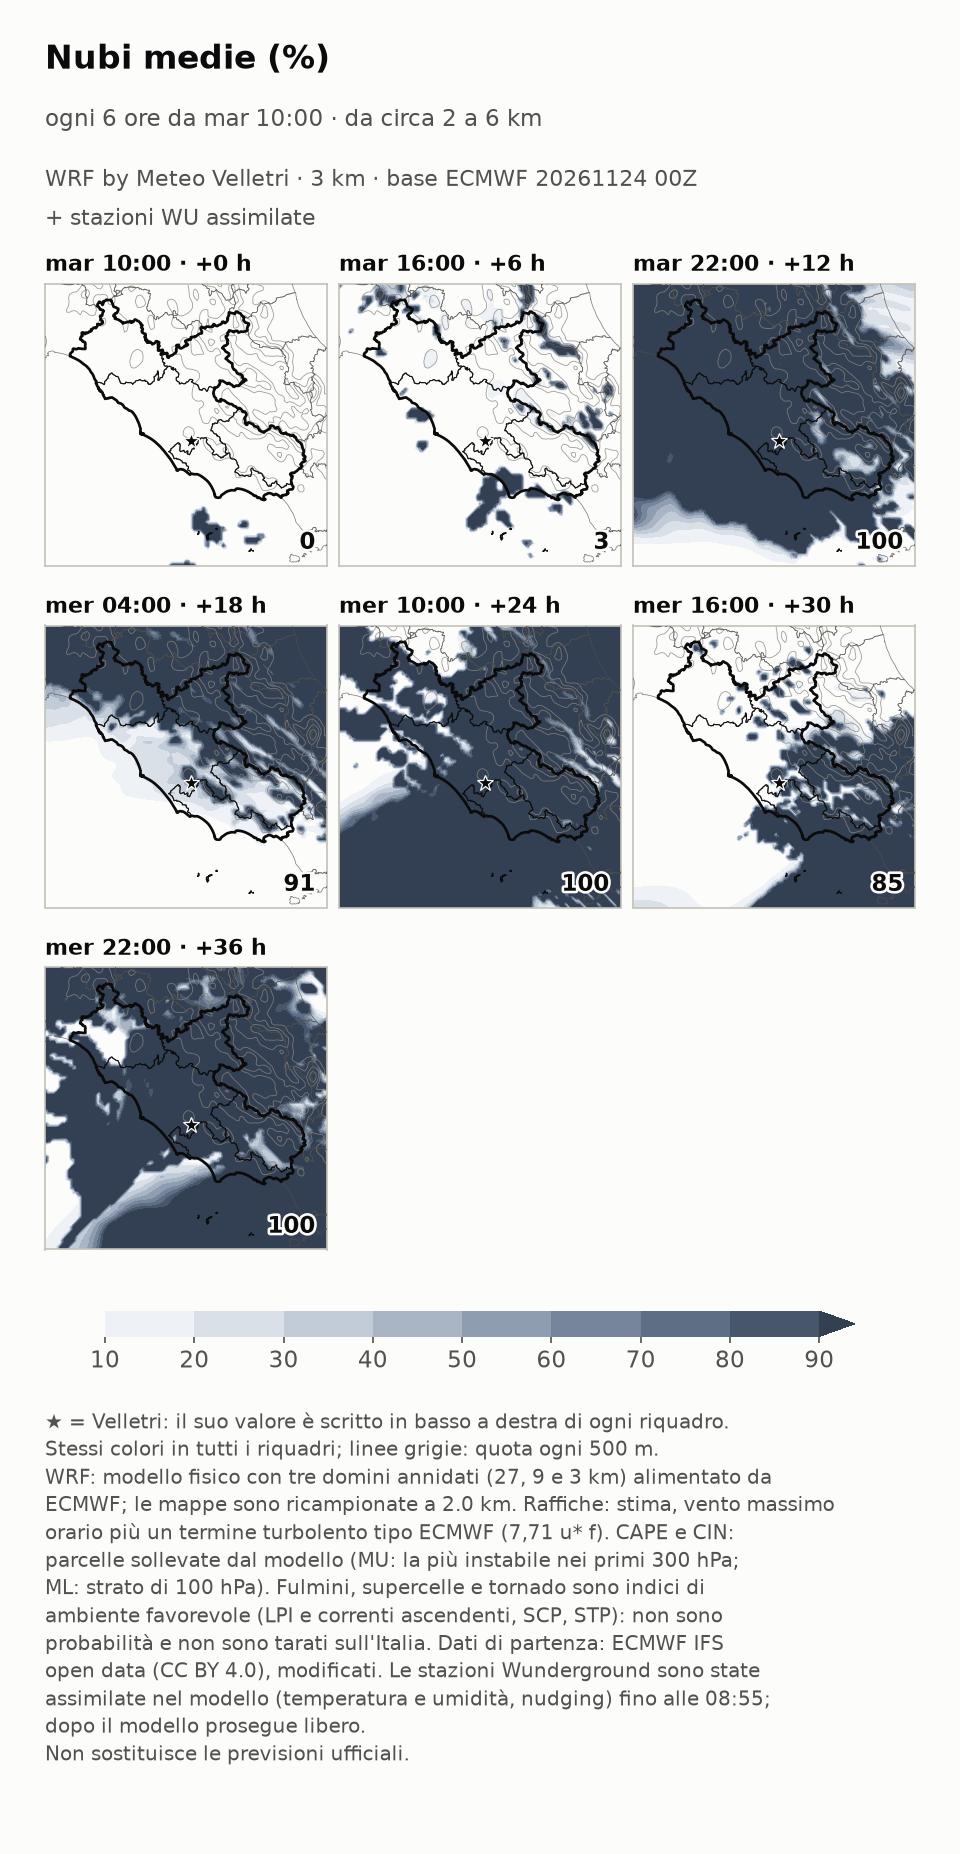 Nubi medie (%)
ogni 6 ore da mar 10:00 · da circa 2 a 6 km
WRF by Meteo Velletri · 3 km · base ECMWF 20261124 00Z
+ stazioni WU assimilate
mar 10:00 · +0 h
mar 16:00 · +6 h
mar 22:00 · +12 h
0
3
100
mer 04:00 · +18 h
mer 10:00 · +24 h
mer 16:00 · +30 h
91
100
85
mer 22:00 · +36 h
100
10 20 30 40 50 60 70 80 90
★ = Velletri: il suo valore è scritto in basso a destra di ogni riquadro.
Stessi colori in tutti i riquadri; linee grigie: quota ogni 500 m.
WRF: modello fisico con tre domini annidati (27, 9 e 3 km) alimentato da
ECMWF; le mappe sono ricampionate a 2.0 km. Raffiche: stima, vento massimo
orario più un termine turbolento tipo ECMWF (7,71 u* f). CAPE e CIN:
parcelle sollevate dal modello (MU: la più instabile nei primi 300 hPa;
ML: strato di 100 hPa). Fulmini, supercelle e tornado sono indici di
ambiente favorevole (LPI e correnti ascendenti, SCP, STP): non sono
probabilità e non sono tarati sull'Italia. Dati di partenza: ECMWF IFS
open data (CC BY 4.0), modificati. Le stazioni Wunderground sono state
assimilate nel modello (temperatura e umidità, nudging) fino alle 08:55;
dopo il modello prosegue libero.
Non sostituisce le previsioni ufficiali.